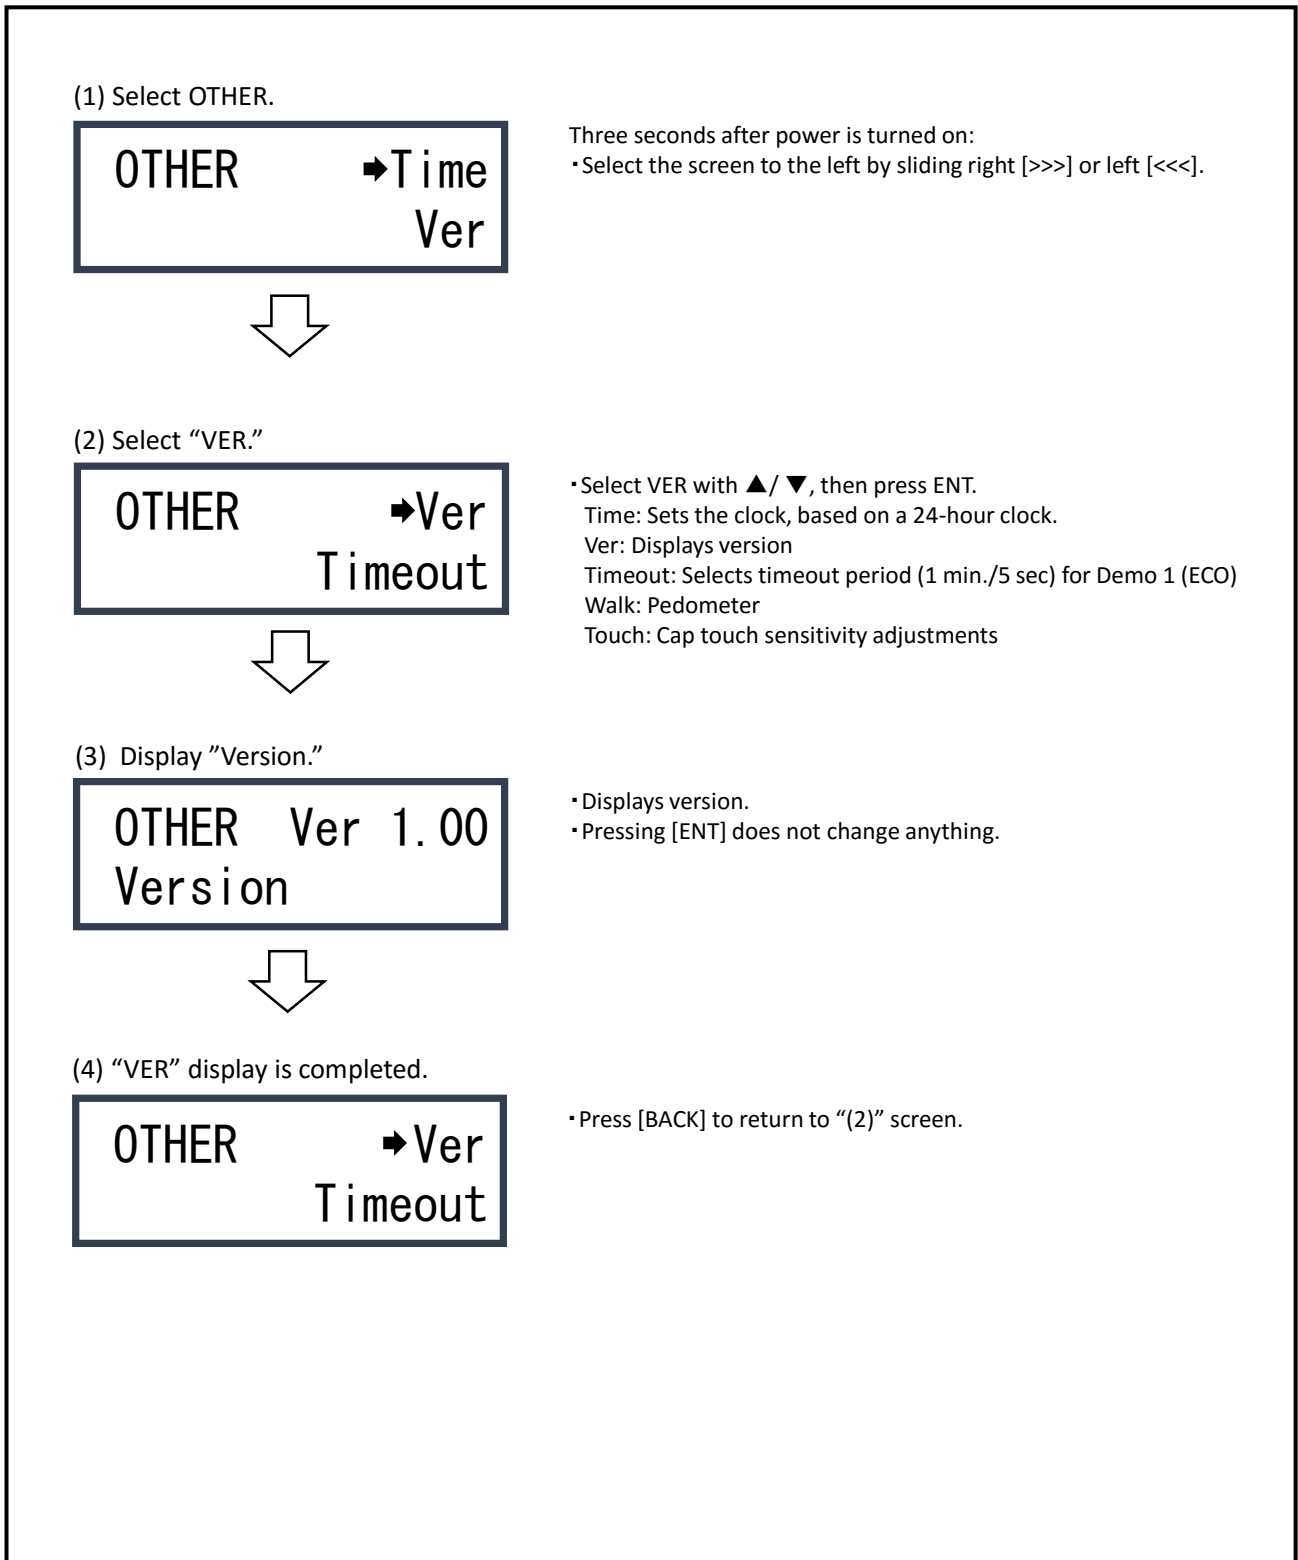 (1) Select OTHER.
OTHER ➡Time
Ver
Three seconds after power is turned on:
・Select the screen to the left by sliding right [>>>] or left [<<<].
(2) Select “VER.”
OTHER ➡Ver
Timeout
・Select VER with ▲/ ▼, then press ENT.
Time: Sets the clock, based on a 24-hour clock.
Ver: Displays version
Timeout: Selects timeout period (1 min./5 sec) for Demo 1 (ECO)
Walk: Pedometer
Touch: Cap touch sensitivity adjustments
(3) Display ”Version.”
OTHER Ver 1.00
Version
・Displays version.
・Pressing [ENT] does not change anything.
(4) “VER” display is completed.
OTHER ➡Ver
Timeout
・Press [BACK] to return to “(2)” screen.